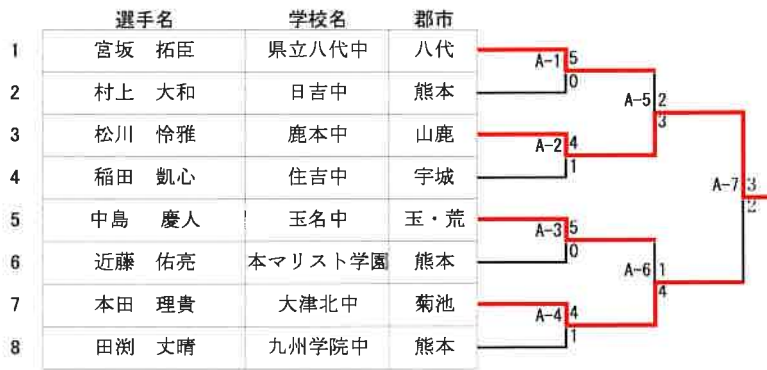 選手名 学校名 郡市
1 宮坂 拓臣 県立八代中 八代
A-1 5
0
2 村上 大和 日吉中 熊本
A-5 2
3
3 松川 怜雅 鹿本中 山鹿
A-2 4
1
4 稲田 凱心 住吉中 宇城
A-7 3
2
5 中島 慶人 玉名中 玉・荒
A-3 5
0
6 近藤 佑亮 本マリスト学園 熊本
A-6 1
4
7 本田 理貴 大津北中 菊池
A-4 4
1
8 田渕 丈晴 九州学院中 熊本